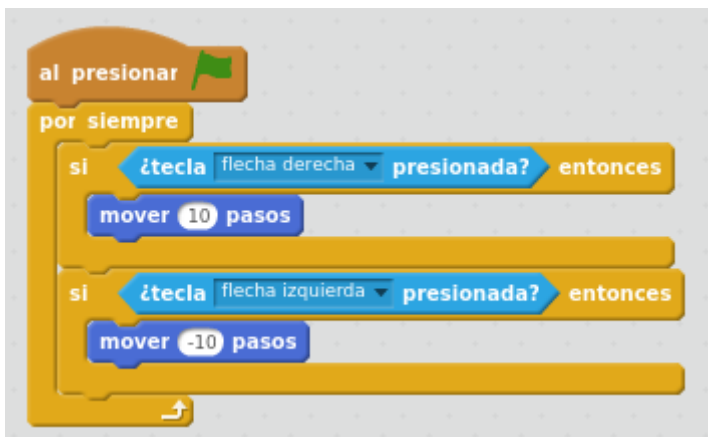 al presionar
por siempre
si ¿tecla flecha derecha presionada? entonces
mover 10 pasos
si ¿tecla flecha izquierda presionada? entonces
mover -10 pasos